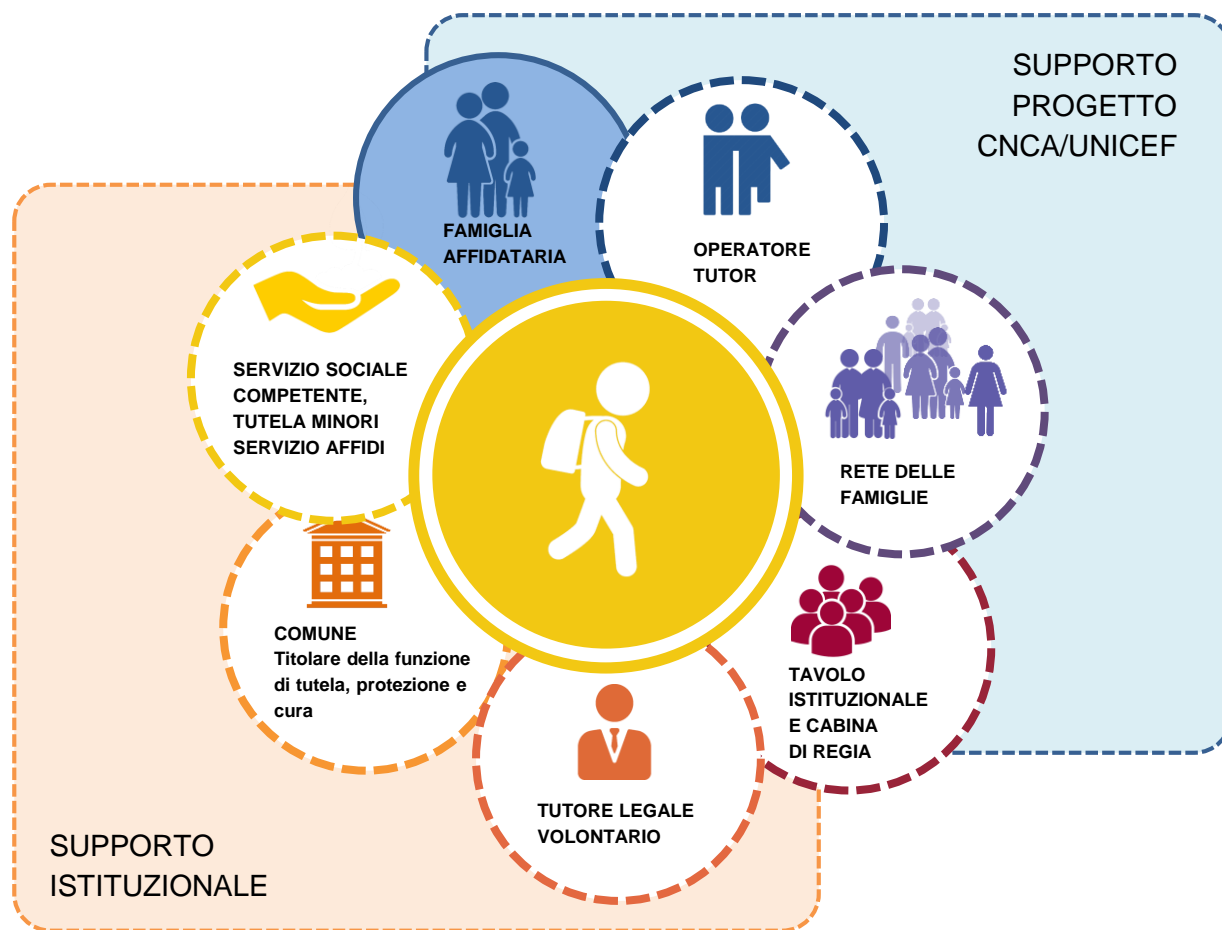 SUPPORTO
PROGETTO
CNCA/UNICEF
FAMIGLIA
AFFIDATARIA
OPERATORE
TUTOR
SERVIZIO SOCIALE
COMPETENTE,
TUTELA MINORI
SERVIZIO AFFIDI
RETE DELLE
FAMIGLIE
COMUNE
Titolare della funzione
di tutela, protezione e
cura
TAVOLO
ISTITUZIONALE
E CABINA
DI REGIA
TUTORE LEGALE
VOLONTARIO
SUPPORTO
ISTITUZIONALE